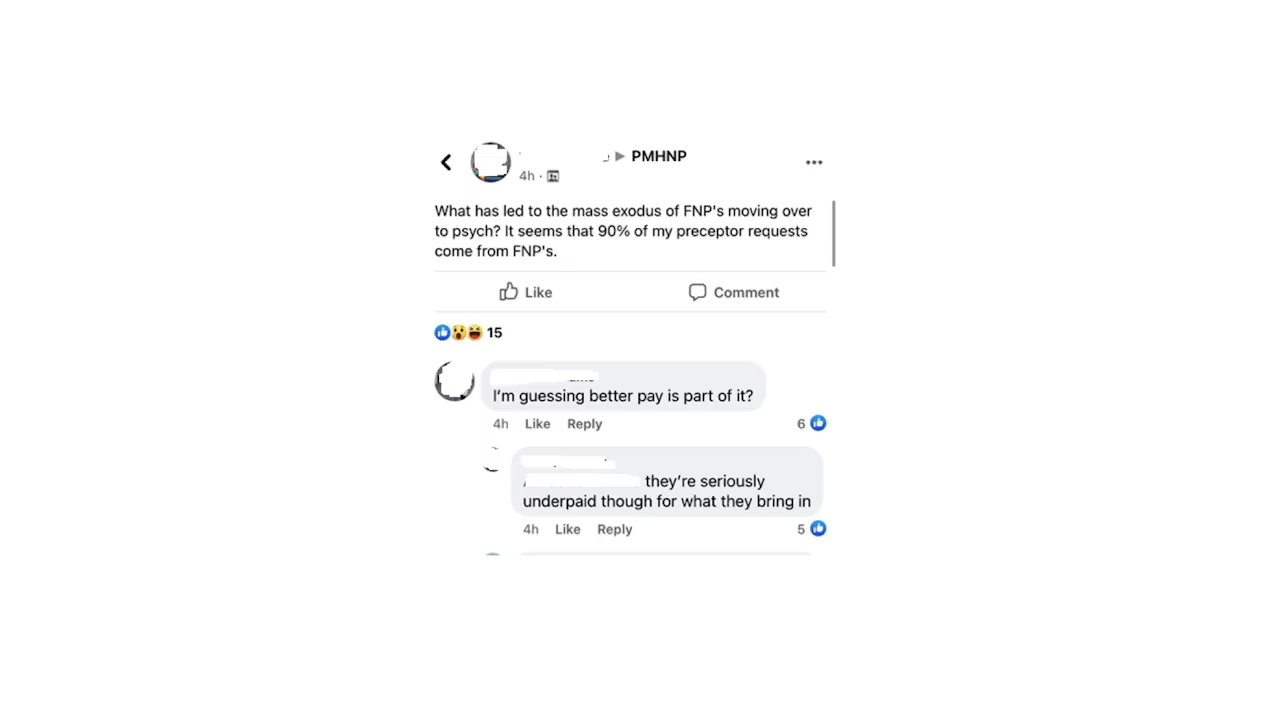 PMHNP
4h ·
What has led to the mass exodus of FNP's moving over
to psych? It seems that 90% of my preceptor requests
come from FNP's.
Like
Comment
15
I'm guessing better pay is part of it?
4h Like Reply
6
they're seriously
underpaid though for what they bring in
4h Like Reply
5